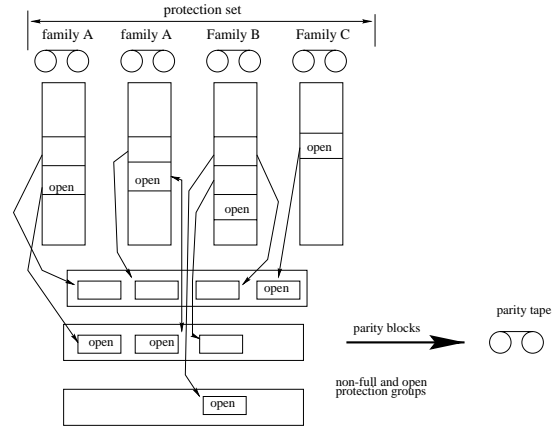 protection set
family A
family A
Family B
Family C
open
open
open
open
open
open
open
open
parity blocks
parity tape
non-full and open
protection groups